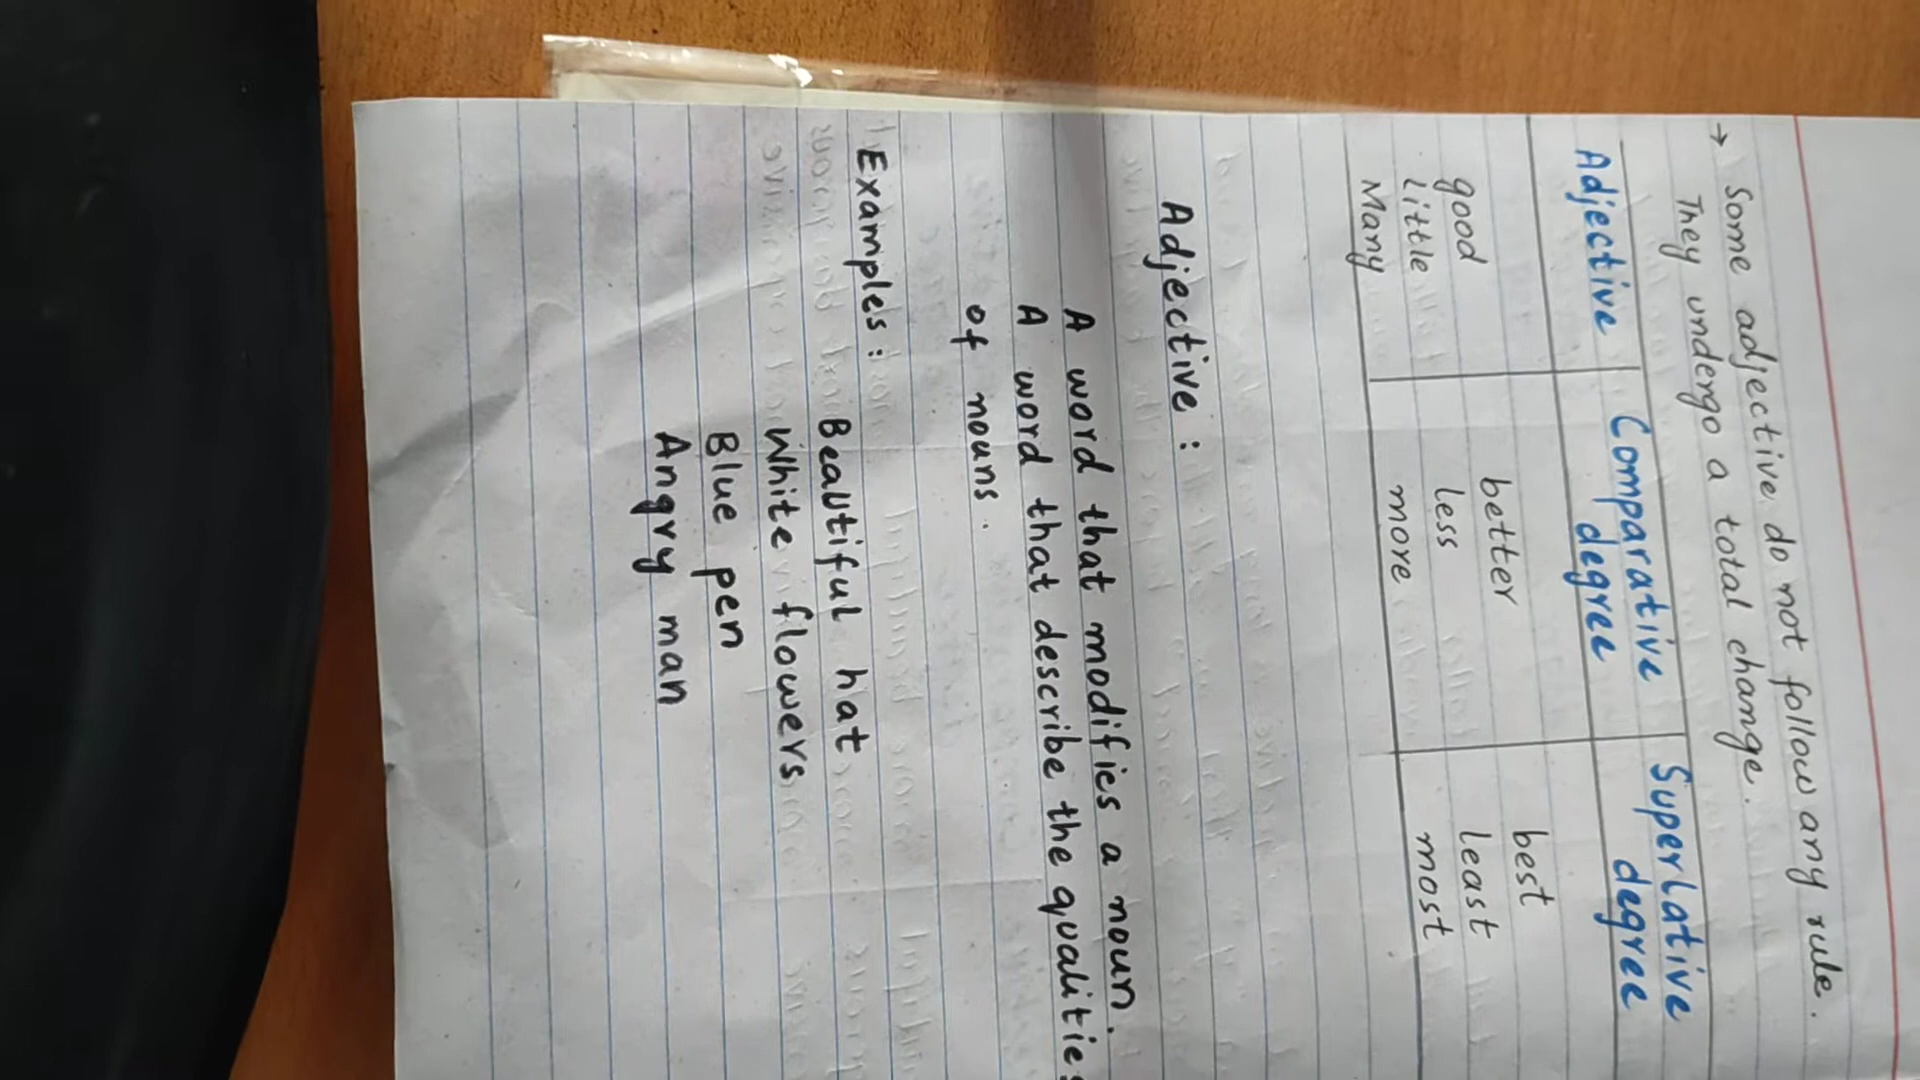 → Some adjective do not follow any rule.
They undergo a total change.
Adjective Comparative degree Superlative degree
good better best
little less least
Many more most
Adjective :
A word that modifies a noun.
A word that describe the qualities
of nouns.
Examples :
Beautiful hat
White flowers
Blue pen
Angry man